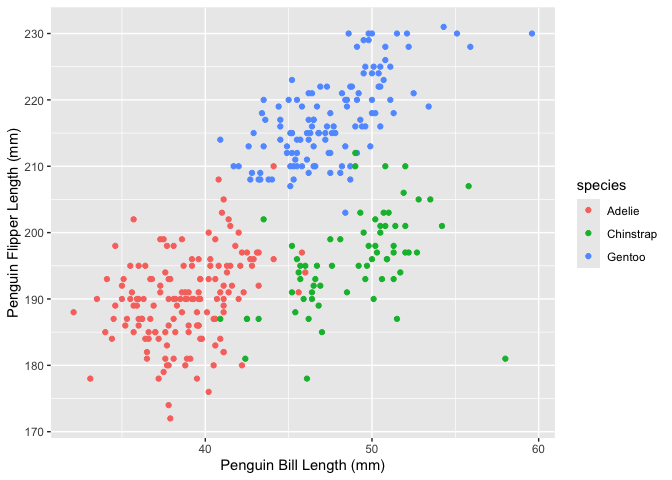 230
220
210
200
190
180
170
Penguin Flipper Length (mm)
40
50
60
Penguin Bill Length (mm)
species
Adelie
Chinstrap
Gentoo